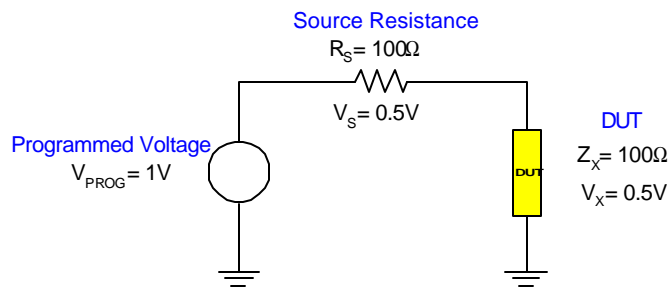 Source Resistance
R_S= 100Ω
V_S= 0.5V
Programmed Voltage
V_PROG= 1V
DUT
DUT
Z_X= 100Ω
V_X= 0.5V